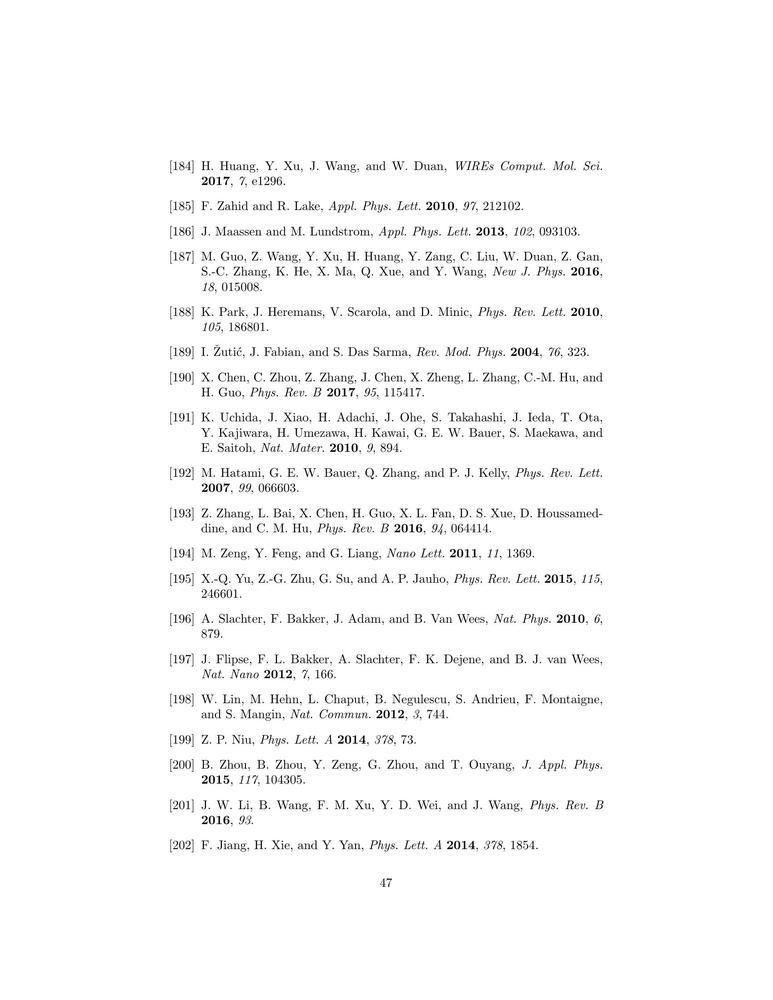 [184] H. Huang, Y. Xu, J. Wang, and W. Duan, WIREs Comput. Mol. Sci.
2017, 7, e1296.
[185] F. Zahid and R. Lake, Appl. Phys. Lett. 2010, 97, 212102.
[186] J. Maassen and M. Lundstrom, Appl. Phys. Lett. 2013, 102, 093103.
[187] M. Guo, Z. Wang, Y. Xu, H. Huang, Y. Zang, C. Liu, W. Duan, Z. Gan,
S.-C. Zhang, K. He, X. Ma, Q. Xue, and Y. Wang, New J. Phys. 2016,
18, 015008.
[188] K. Park, J. Heremans, V. Scarola, and D. Minic, Phys. Rev. Lett. 2010,
105, 186801.
[189] I. Žutić, J. Fabian, and S. Das Sarma, Rev. Mod. Phys. 2004, 76, 323.
[190] X. Chen, C. Zhou, Z. Zhang, J. Chen, X. Zheng, L. Zhang, C.-M. Hu, and
H. Guo, Phys. Rev. B 2017, 95, 115417.
[191] K. Uchida, J. Xiao, H. Adachi, J. Ohe, S. Takahashi, J. Ieda, T. Ota,
Y. Kajiwara, H. Umezawa, H. Kawai, G. E. W. Bauer, S. Maekawa, and
E. Saitoh, Nat. Mater. 2010, 9, 894.
[192] M. Hatami, G. E. W. Bauer, Q. Zhang, and P. J. Kelly, Phys. Rev. Lett.
2007, 99, 066603.
[193] Z. Zhang, L. Bai, X. Chen, H. Guo, X. L. Fan, D. S. Xue, D. Houssamed-
dine, and C. M. Hu, Phys. Rev. B 2016, 94, 064414.
[194] M. Zeng, Y. Feng, and G. Liang, Nano Lett. 2011, 11, 1369.
[195] X.-Q. Yu, Z.-G. Zhu, G. Su, and A. P. Jauho, Phys. Rev. Lett. 2015, 115,
246601.
[196] A. Slachter, F. Bakker, J. Adam, and B. Van Wees, Nat. Phys. 2010, 6,
879.
[197] J. Flipse, F. L. Bakker, A. Slachter, F. K. Dejene, and B. J. van Wees,
Nat. Nano 2012, 7, 166.
[198] W. Lin, M. Hehn, L. Chaput, B. Negulescu, S. Andrieu, F. Montaigne,
and S. Mangin, Nat. Commun. 2012, 3, 744.
[199] Z. P. Niu, Phys. Lett. A 2014, 378, 73.
[200] B. Zhou, B. Zhou, Y. Zeng, G. Zhou, and T. Ouyang, J. Appl. Phys.
2015, 117, 104305.
[201] J. W. Li, B. Wang, F. M. Xu, Y. D. Wei, and J. Wang, Phys. Rev. B
2016, 93.
[202] F. Jiang, H. Xie, and Y. Yan, Phys. Lett. A 2014, 378, 1854.
47